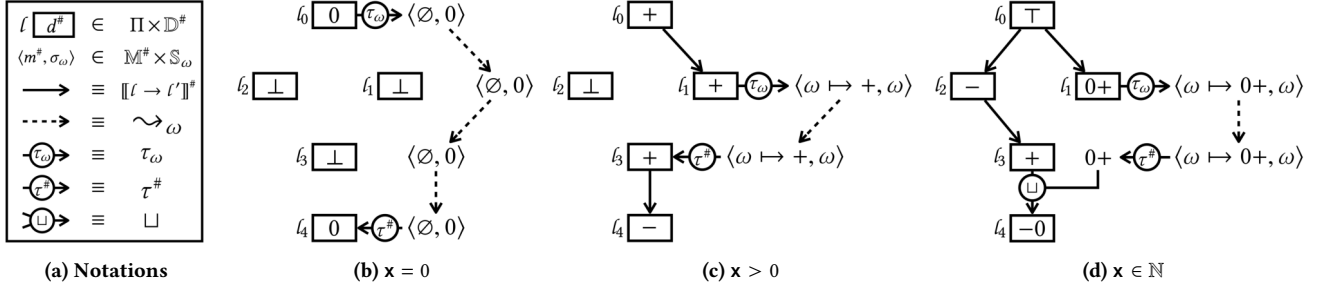 ℓ d# ∈ Π×𝔻#
⟨m#, σω⟩ ∈ 𝕄#×𝕊ω
≡ ⟦ℓ → ℓ′⟧#
≡ ⇝ω
τω ≡ τω
τ# ≡ τ#
⊔ ≡ ⊔
(a) Notations
ℓ0 0 τω ⟨∅, 0⟩
ℓ2 ⊥ ℓ1 ⊥ ⟨∅, 0⟩
ℓ3 ⊥ ⟨∅, 0⟩
ℓ4 0 τ# ⟨∅, 0⟩
(b) x = 0
ℓ0 +
ℓ2 ⊥ ℓ1 + τω ⟨ω ↦ +, ω⟩
ℓ3 + τ# ⟨ω ↦ +, ω⟩
ℓ4 −
(c) x > 0
ℓ0 ⊤
ℓ2 − ℓ1 0+ τω ⟨ω ↦ 0+, ω⟩
ℓ3 + 0+ τ# ⟨ω ↦ 0+, ω⟩
⊔
ℓ4 −0
(d) x ∈ ℕ